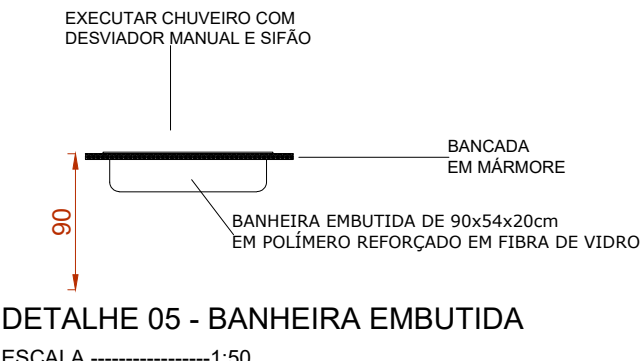 EXECUTAR CHUVEIRO COM
DESVIADOR MANUAL E SIFÃO
BANCADA
EM MÁRMORE
90
BANHEIRA EMBUTIDA DE 90x54x20cm
EM POLÍMERO REFORÇADO EM FIBRA DE VIDRO
DETALHE 05 - BANHEIRA EMBUTIDA
ESCALA -----------------1:50